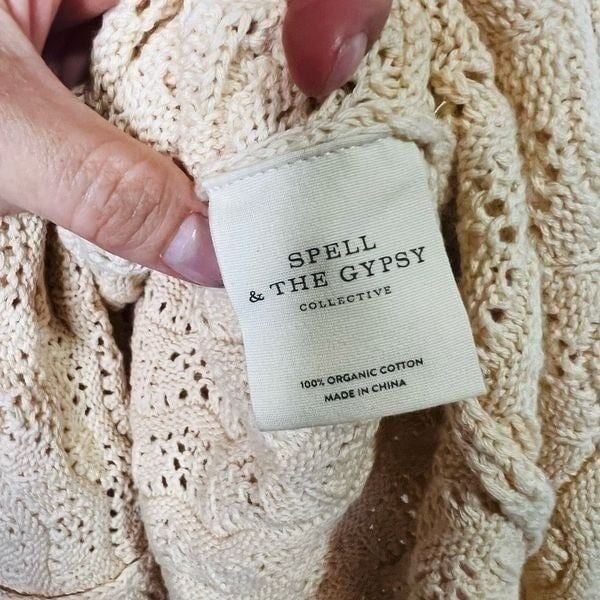 SPELL
& THE GYPSY
COLLECTIVE
100% ORGANIC COTTON
MADE IN CHINA